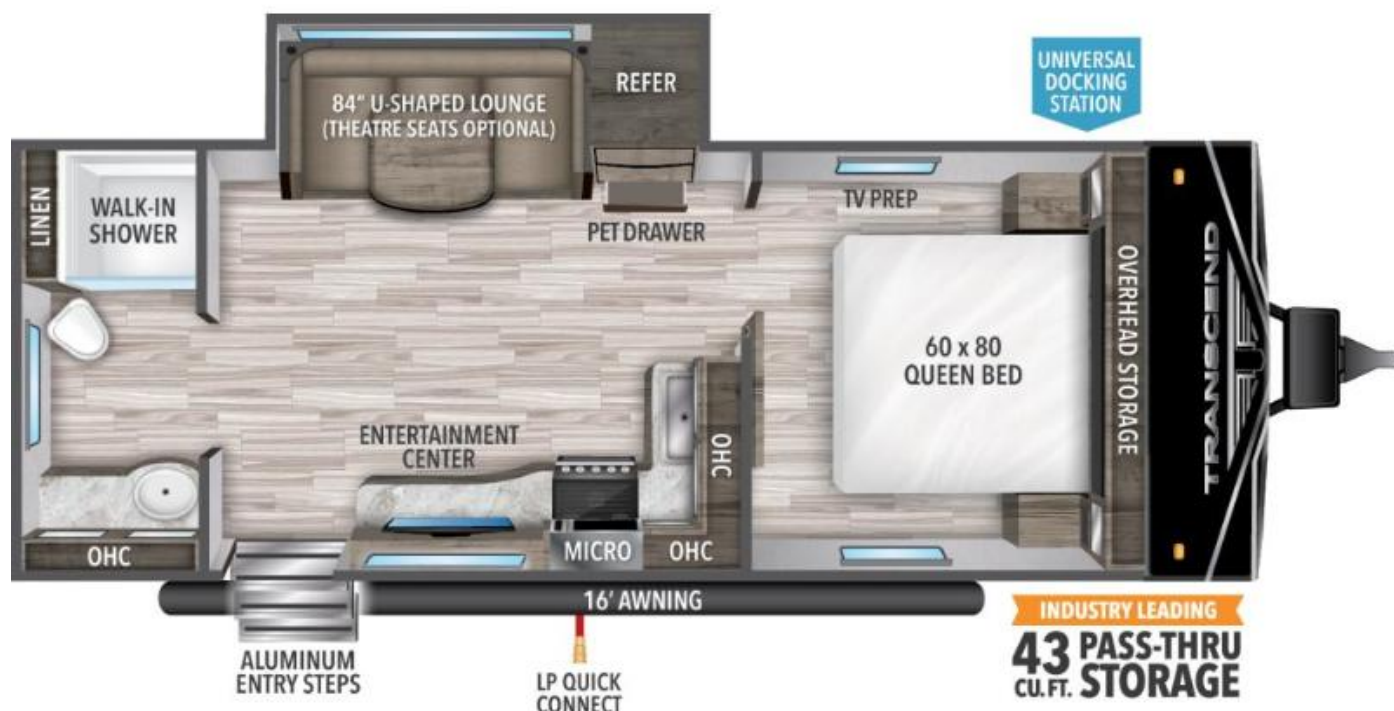 UNIVERSAL
DOCKING
STATION
REFER
84" U-SHAPED LOUNGE
(THEATRE SEATS OPTIONAL)
LINEN
WALK-IN
SHOWER
TV PREP
PET DRAWER
OVERHEAD STORAGE
TRANSCEND
60 x 80
QUEEN BED
ENTERTAINMENT
CENTER
OHC
OHC
MICRO
OHC
16' AWNING
INDUSTRY LEADING
43 CU.FT. PASS-THRU
STORAGE
ALUMINUM
ENTRY STEPS
LP QUICK
CONNECT